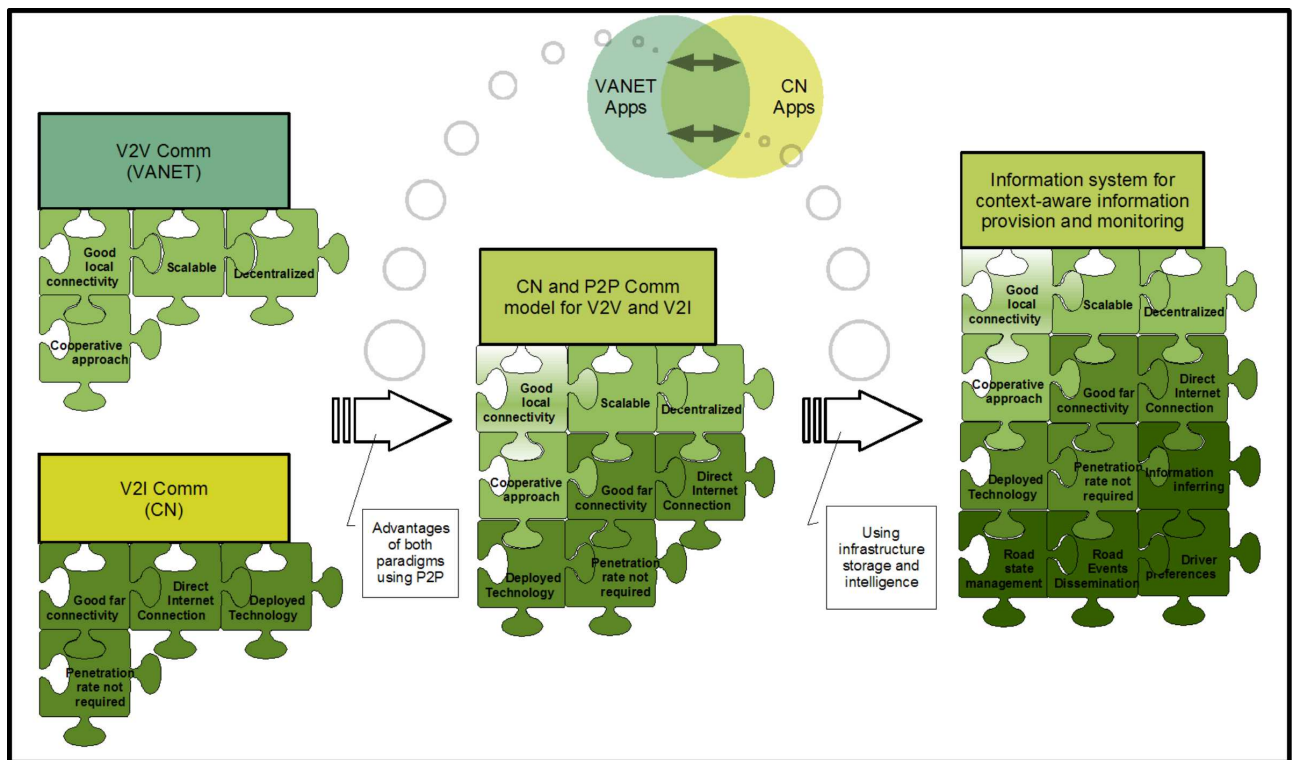 VANET
Apps
CN
Apps
V2V Comm
(VANET)
Good
local
connectivity
Scalable
Decentralized
Cooperative
approach
V2I Comm
(CN)
Good far
connectivity
Direct
Internet
Connection
Deployed
Technology
Penetration
rate not
required
Advantages
of both
paradigms
using P2P
CN and P2P Comm
model for V2V and V2I
Good
local
connectivity
Scalable
Decentralized
Cooperative
approach
Good far
connectivity
Direct
Internet
Connection
Deployed
Technology
Penetration
rate not
required
Using
infrastructure
storage and
intelligence
Information system for
context-aware information
provision and monitoring
Good
local
connectivity
Scalable
Decentralized
Cooperative
approach
Good far
connectivity
Direct
Internet
Connection
Deployed
Technology
Penetration
rate not
required
Information
inferring
Road
state
management
Road
Events
Dissemination
Driver
preferences